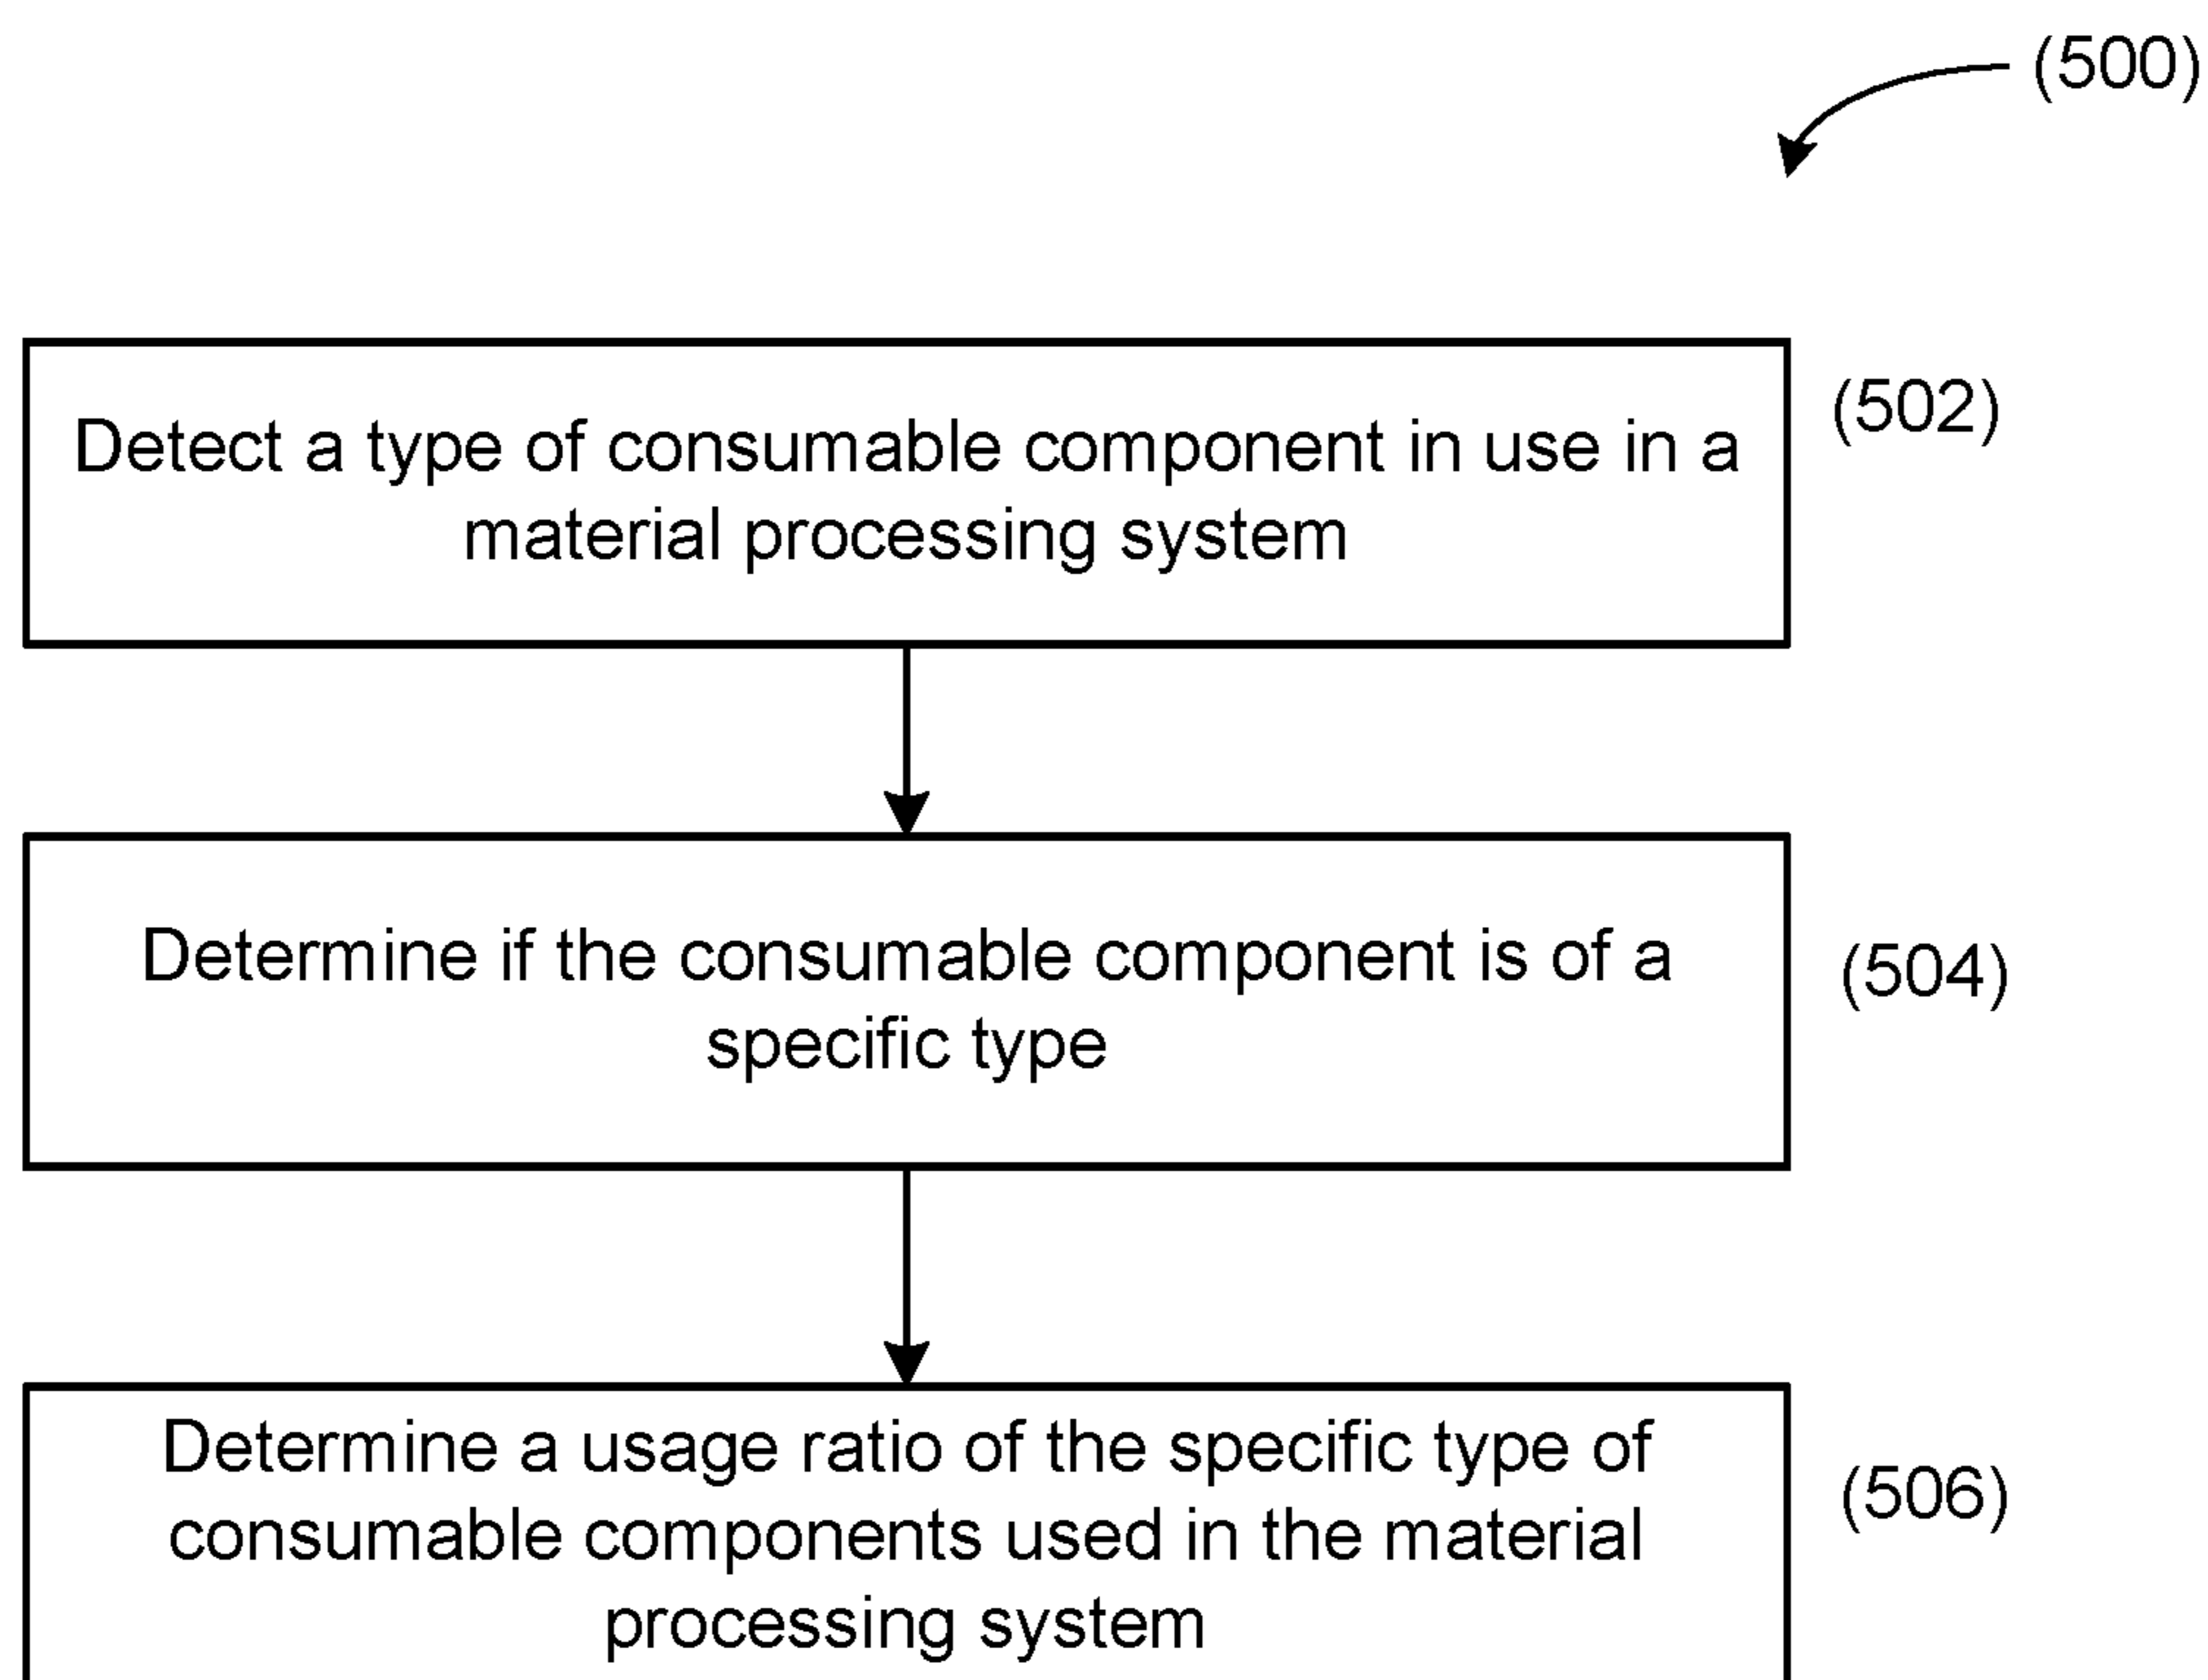 (500)
Detect a type of consumable component in use in a
material processing system
(502)
Determine if the consumable component is of a
specific type
(504)
Determine a usage ratio of the specific type of
consumable components used in the material
processing system
(506)